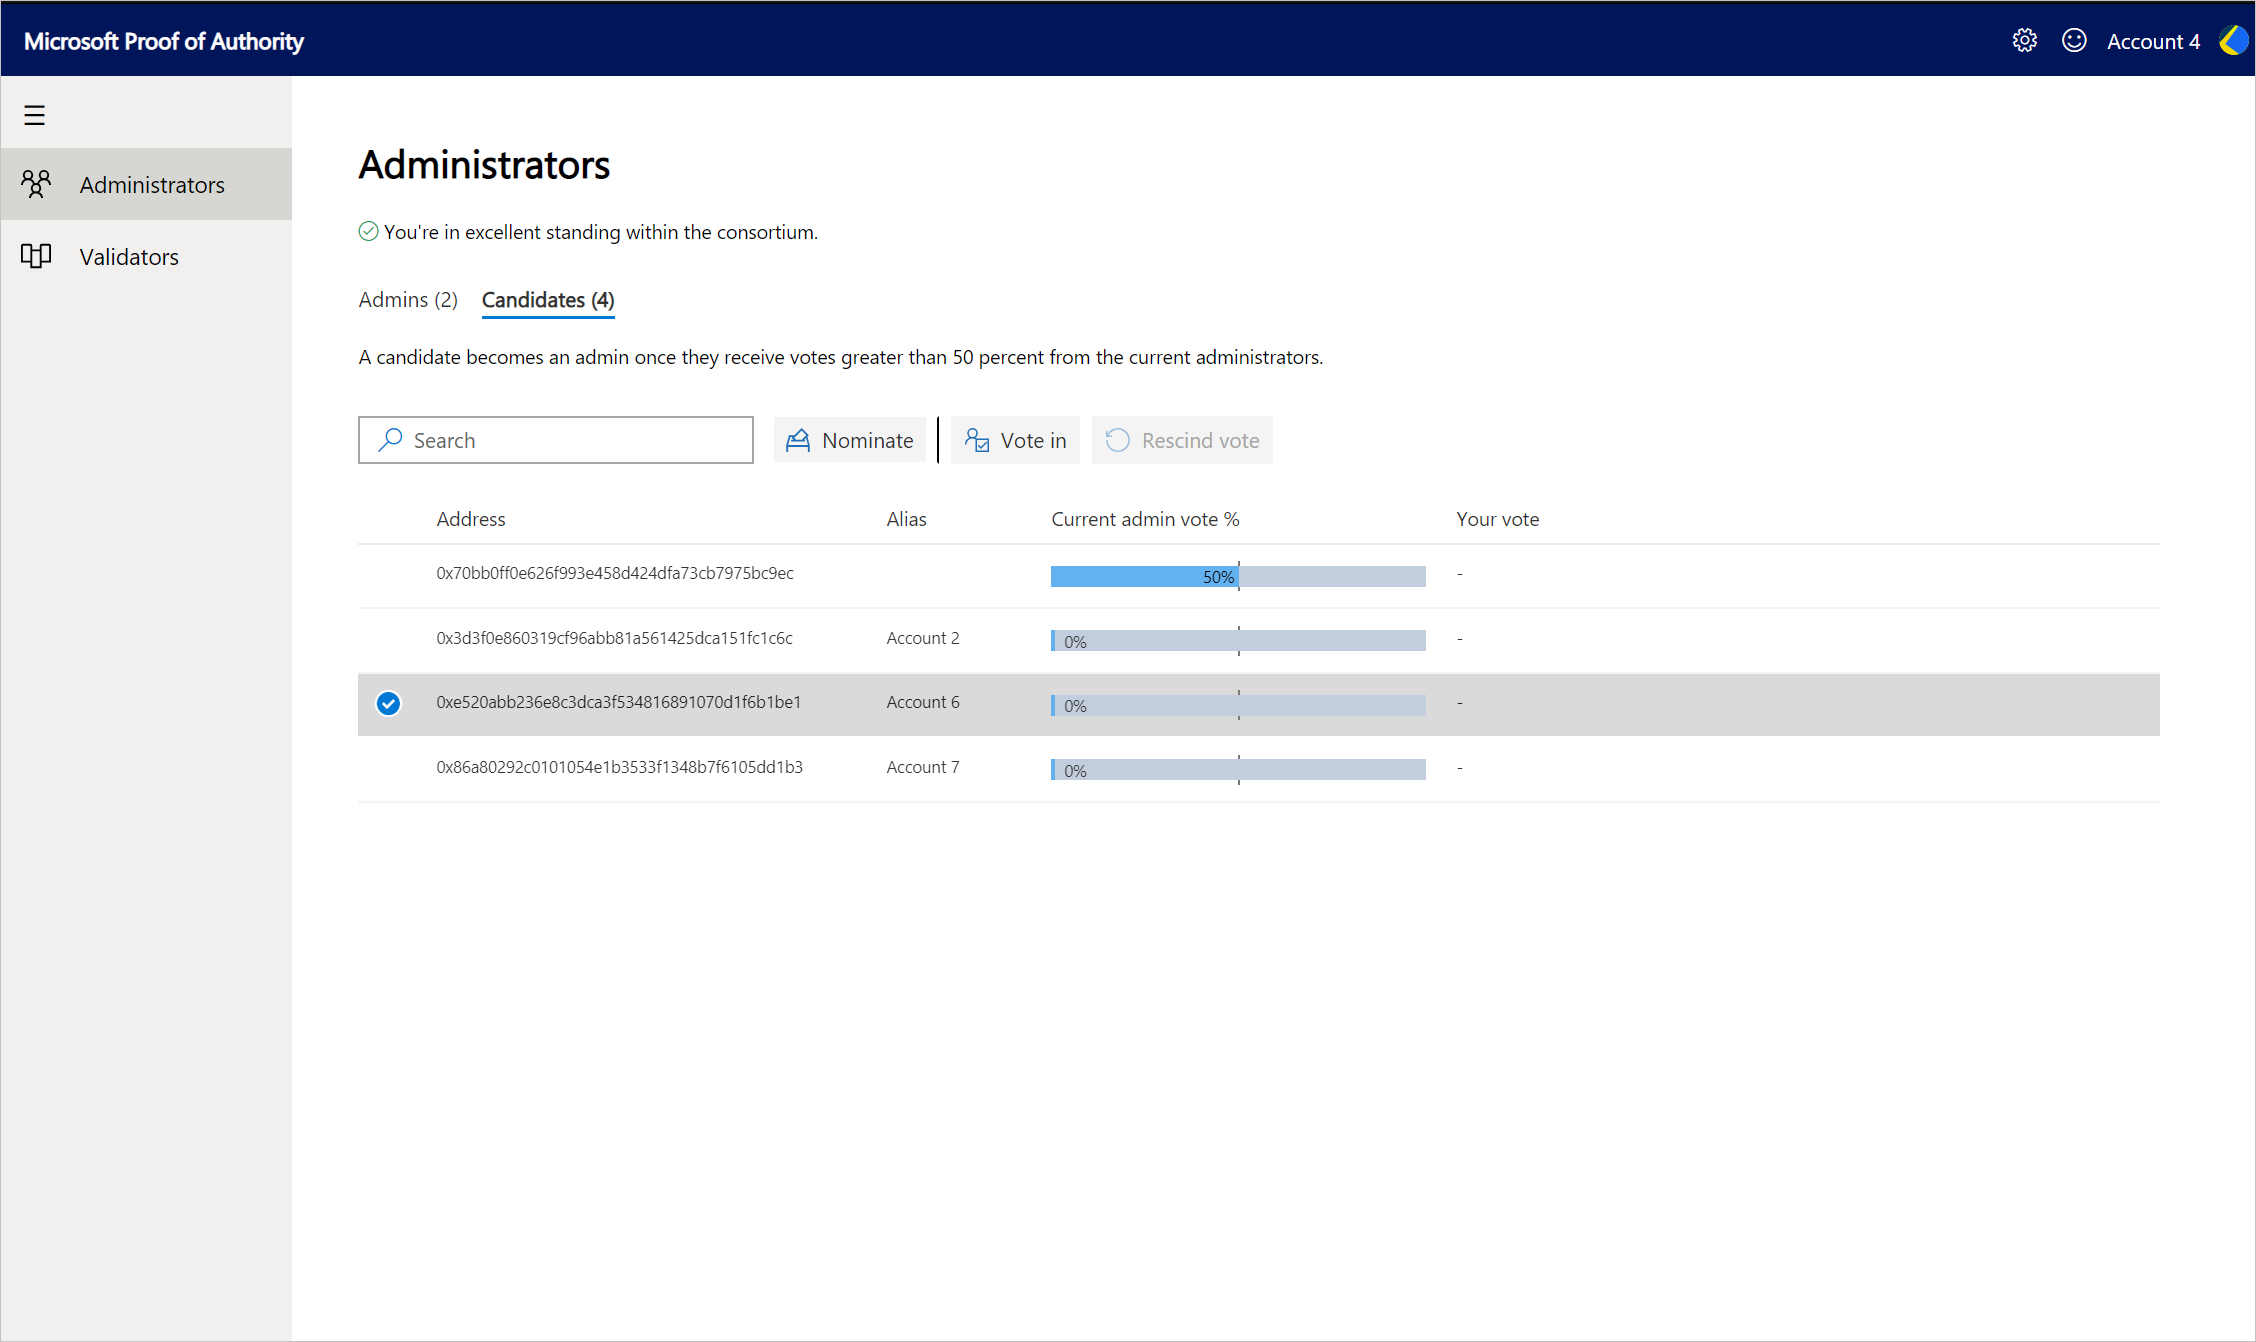 Microsoft Proof of Authority
Account 4
Administrators
Validators
Administrators
You're in excellent standing within the consortium.
Admins (2) Candidates (4)
A candidate becomes an admin once they receive votes greater than 50 percent from the current administrators.
Search Nominate Vote in Rescind vote
Address Alias Current admin vote % Your vote
0x70bb0ff0e626f993e458d424dfa73cb7975bc9ec 50% -
0x3d3f0e860319cf96abb81a561425dca151fc1c6c Account 2 0% -
0xe520abb236e8c3dca3f534816891070d1f6b1be1 Account 6 0% -
0x86a80292c0101054e1b3533f1348b7f6105dd1b3 Account 7 0% -